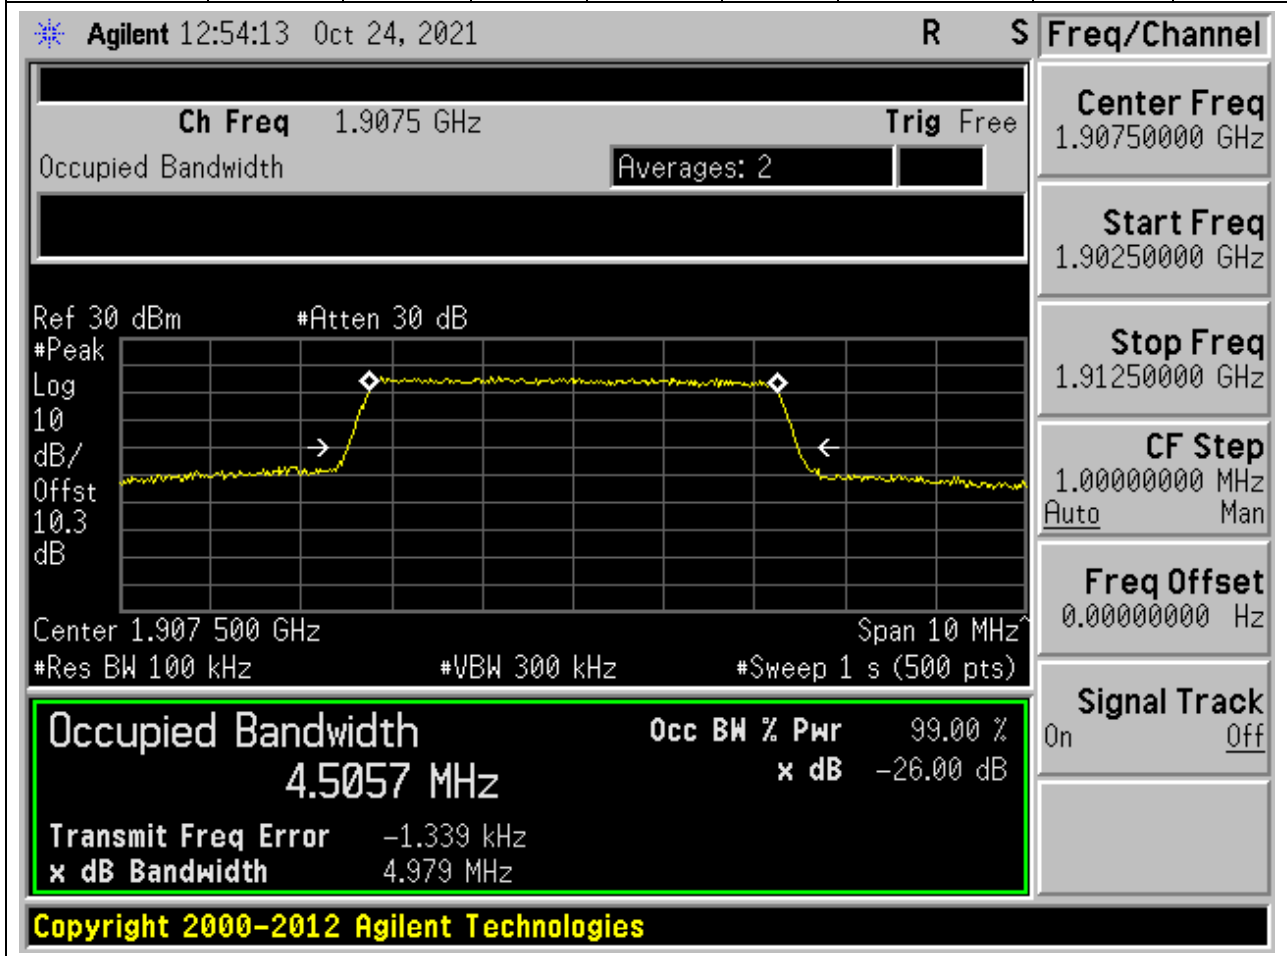 Agilent 12:54:13 Oct 24, 2021 R S
Freq/Channel
Ch Freq 1.9075 GHz Trig Free
Occupied Bandwidth Averages: 2
Center Freq
1.90750000 GHz
Start Freq
1.90250000 GHz
Stop Freq
1.91250000 GHz
CF Step
1.00000000 MHz
Auto Man
Freq Offset
0.00000000 Hz
Signal Track
On Off
Ref 30 dBm #Atten 30 dB
#Peak
Log
10
dB/
Offst
10.3
dB
Center 1.907 500 GHz Span 10 MHz^
#Res BW 100 kHz #VBW 300 kHz #Sweep 1 s (500 pts)
Occupied Bandwidth Occ BW % Pwr 99.00 %
4.5057 MHz x dB -26.00 dB
Transmit Freq Error -1.339 kHz
x dB Bandwidth 4.979 MHz
Copyright 2000-2012 Agilent Technologies